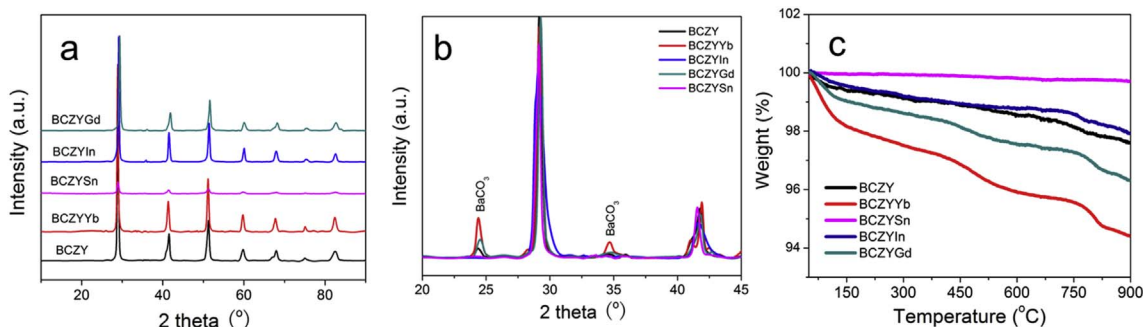 a
Intensity (a.u.)
BCZYGd
BCZYIn
BCZYSn
BCZYYb
BCZY
20 40 60 80
2 theta (°)
b
Intensity (a.u.)
BaCO3
BaCO3
BCZY
BCZYYb
BCZYIn
BCZYGd
BCZYSn
20 25 30 35 40 45
2 theta (°)
c
Weight (%)
102
100
98
96
94
BCZY
BCZYYb
BCZYSn
BCZYIn
BCZYGd
150 300 450 600 750 900
Temperature (°C)